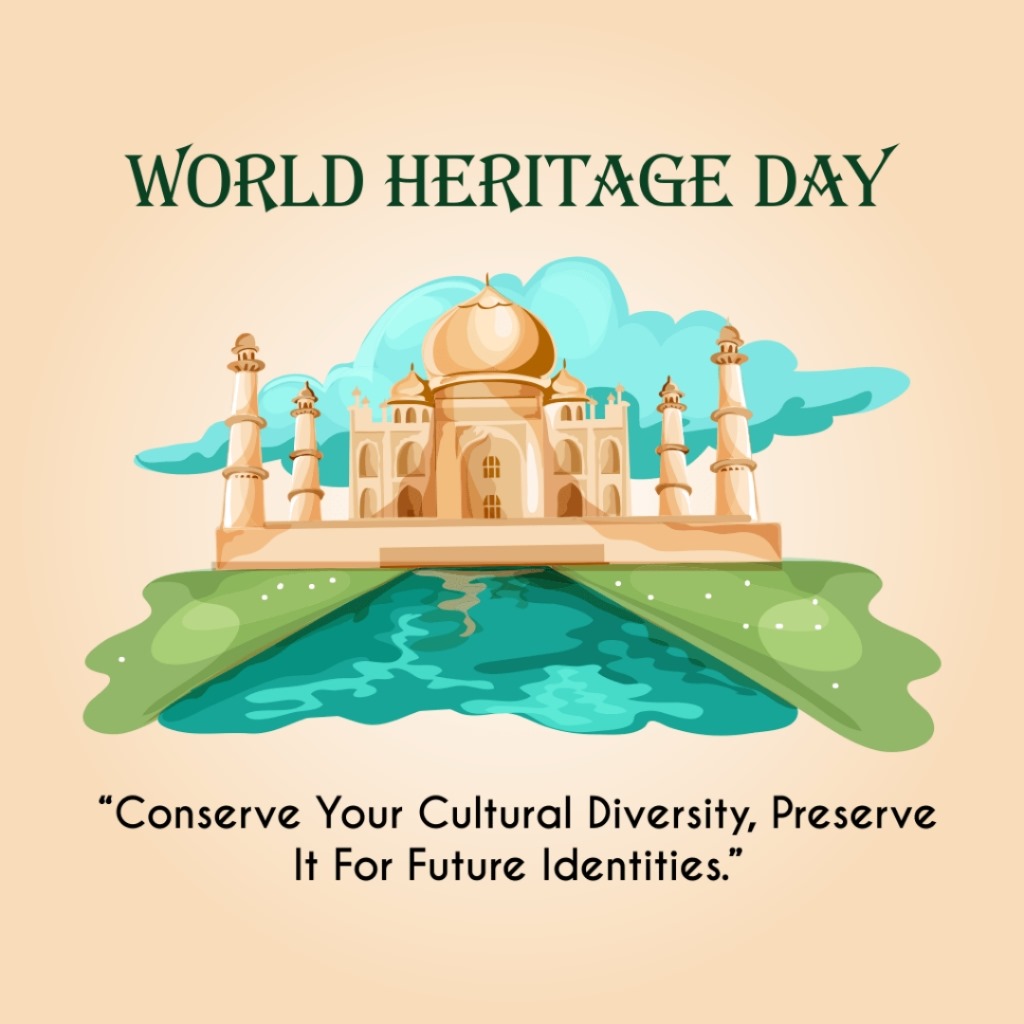 WORLD HERITAGE DAY
“Conserve Your Cultural Diversity, Preserve
It For Future Identities.”